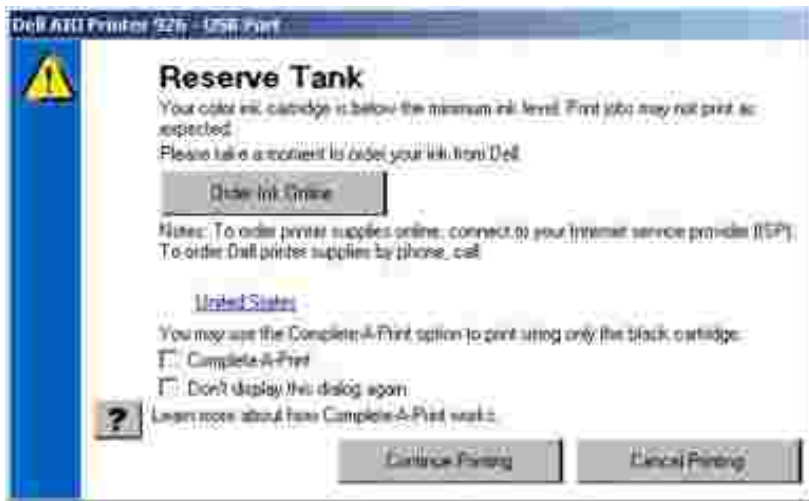 Dell AIO Printer 926 - USB Port
Reserve Tank
Your color ink cartridge is below the minimum ink level. Print jobs may not print as
expected.
Please take a moment to order your ink from Dell.
Order Ink Online
Notes: To order printer supplies online, connect to your Internet service provider (ISP).
To order Dell printer supplies by phone, call:
United States
You may use the Complete-A-Print option to print using only the black cartridge.
Complete-A-Print
Don't display this dialog again
? Learn more about how Complete-A-Print works.
Continue Printing
Cancel Printing